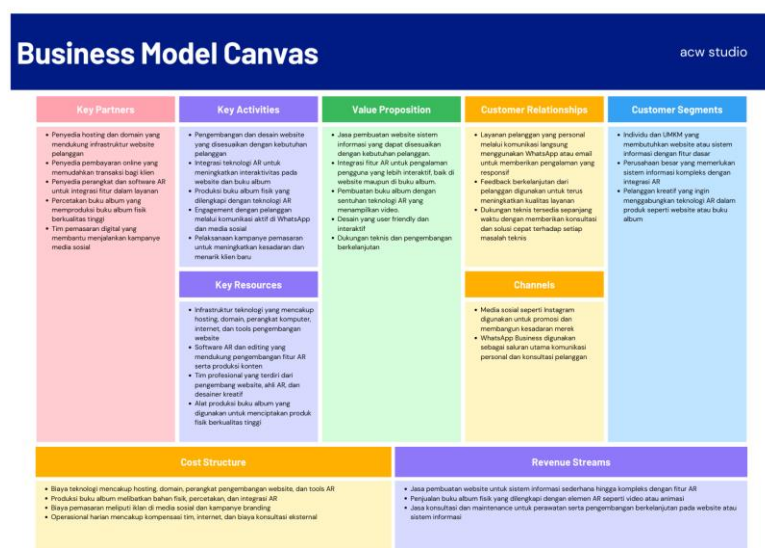 Business Model Canvas
acw studio
Key Partners
• Penyedia hosting dan domain yang
mendukung infrastruktur website
pelanggan
• Penyedia pembayaran online yang
memudahkan transaksi bagi klien
• Penyedia perangkat dan software AR
untuk integrasi fitur dalam layanan
• Percetakan buku album yang
memproduksi buku album fisik
berkualitas tinggi
• Tim pemasaran digital yang
membantu menjalankan kampanye
media sosial
Key Activities
• Pengembangan dan desain website
yang disesuaikan dengan kebutuhan
pelanggan
• Integrasi teknologi AR untuk
meningkatkan interaktivitas pada
website dan buku album
• Produksi buku album fisik yang
dilengkapi dengan teknologi AR
• Engagement dengan pelanggan
melalui komunikasi aktif di WhatsApp
dan media sosial
• Pelaksanaan kampanye pemasaran
untuk meningkatkan kesadaran dan
menarik klien baru
Key Resources
• Infrastruktur teknologi yang mencakup
hosting, domain, perangkat komputer,
internet, dan tools pengembangan
website
• Software AR dan editing yang
mendukung pengembangan fitur AR
serta produksi konten
• Tim profesional yang terdiri dari
pengembang website, ahli AR, dan
desainer kreatif
• Alat produksi buku album yang
digunakan untuk menciptakan produk
fisik berkualitas tinggi
Value Proposition
• Jasa pembuatan website sistem
informasi yang dapat disesuaikan
dengan kebutuhan pelanggan.
• Integrasi fitur AR untuk pengalaman
pengguna yang lebih interaktif, baik di
website maupun di buku album.
• Pembuatan buku album dengan
sentuhan teknologi AR yang
menampilkan video.
• Desain yang user friendly dan
interaktif
• Dukungan teknis dan pengembangan
berkelanjutan
Customer Relationships
• Layanan pelanggan yang personal
melalui komunikasi langsung
menggunakan WhatsApp atau email
untuk memberikan pengalaman yang
responsif
• Feedback berkelanjutan dari
pelanggan digunakan untuk terus
meningkatkan kualitas layanan
• Dukungan teknis tersedia sepanjang
waktu dengan memberikan konsultasi
dan solusi cepat terhadap setiap
masalah teknis
Channels
• Media sosial seperti Instagram
digunakan untuk promosi dan
membangun kesadaran merek
• WhatsApp Business digunakan
sebagai saluran utama komunikasi
personal dan konsultasi pelanggan
Customer Segments
• Individu dan UMKM yang
membutuhkan website atau sistem
informasi dengan fitur dasar
• Perusahaan besar yang memerlukan
sistem informasi kompleks dengan
integrasi AR
• Pelanggan kreatif yang ingin
menggabungkan teknologi AR dalam
produk seperti website atau buku
album
Cost Structure
• Biaya teknologi mencakup hosting, domain, perangkat pengembangan website, dan tools AR
• Produksi buku album melibatkan bahan fisik, percetakan, dan integrasi AR
• Biaya pemasaran meliputi iklan di media sosial dan kampanye branding
• Operasional harian mencakup kompensasi tim, internet, dan biaya konsultasi eksternal
Revenue Streams
• Jasa pembuatan website untuk sistem informasi sederhana hingga kompleks dengan fitur AR
• Penjualan buku album fisik yang dilengkapi dengan elemen AR seperti video atau animasi
• Jasa konsultasi dan maintenance untuk perawatan serta pengembangan berkelanjutan pada website atau
sistem informasi